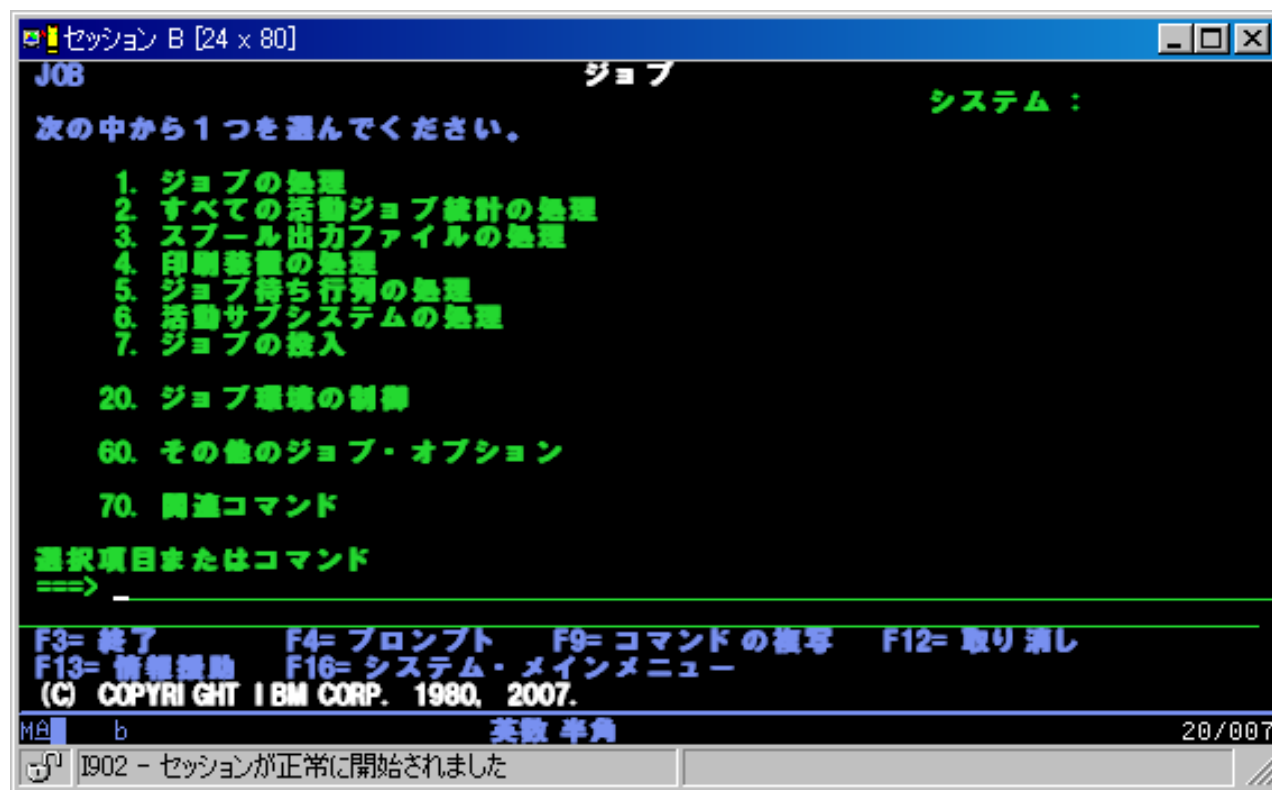 セッション B [24 x 80]
JOB ジョブ
システム :
次の中から1つを選んでください。
1. ジョブの処理
2. すべての活動ジョブ統計の処理
3. スプール出力ファイルの処理
4. 印刷装置の処理
5. ジョブ待ち行列の処理
6. 活動サブシステムの処理
7. ジョブの投入
20. ジョブ環境の制御
60. その他のジョブ・オプション
70. 関連コマンド
選択項目またはコマンド
===> _
F3= 終了 F4= プロンプト F9= コマンドの複写 F12= 取り消し
F13= 情報援助 F16= システム・メインメニュー
(C) COPYRIGHT IBM CORP. 1980, 2007.
MA b 英数 半角 20/007
I902 - セッションが正常に開始されました